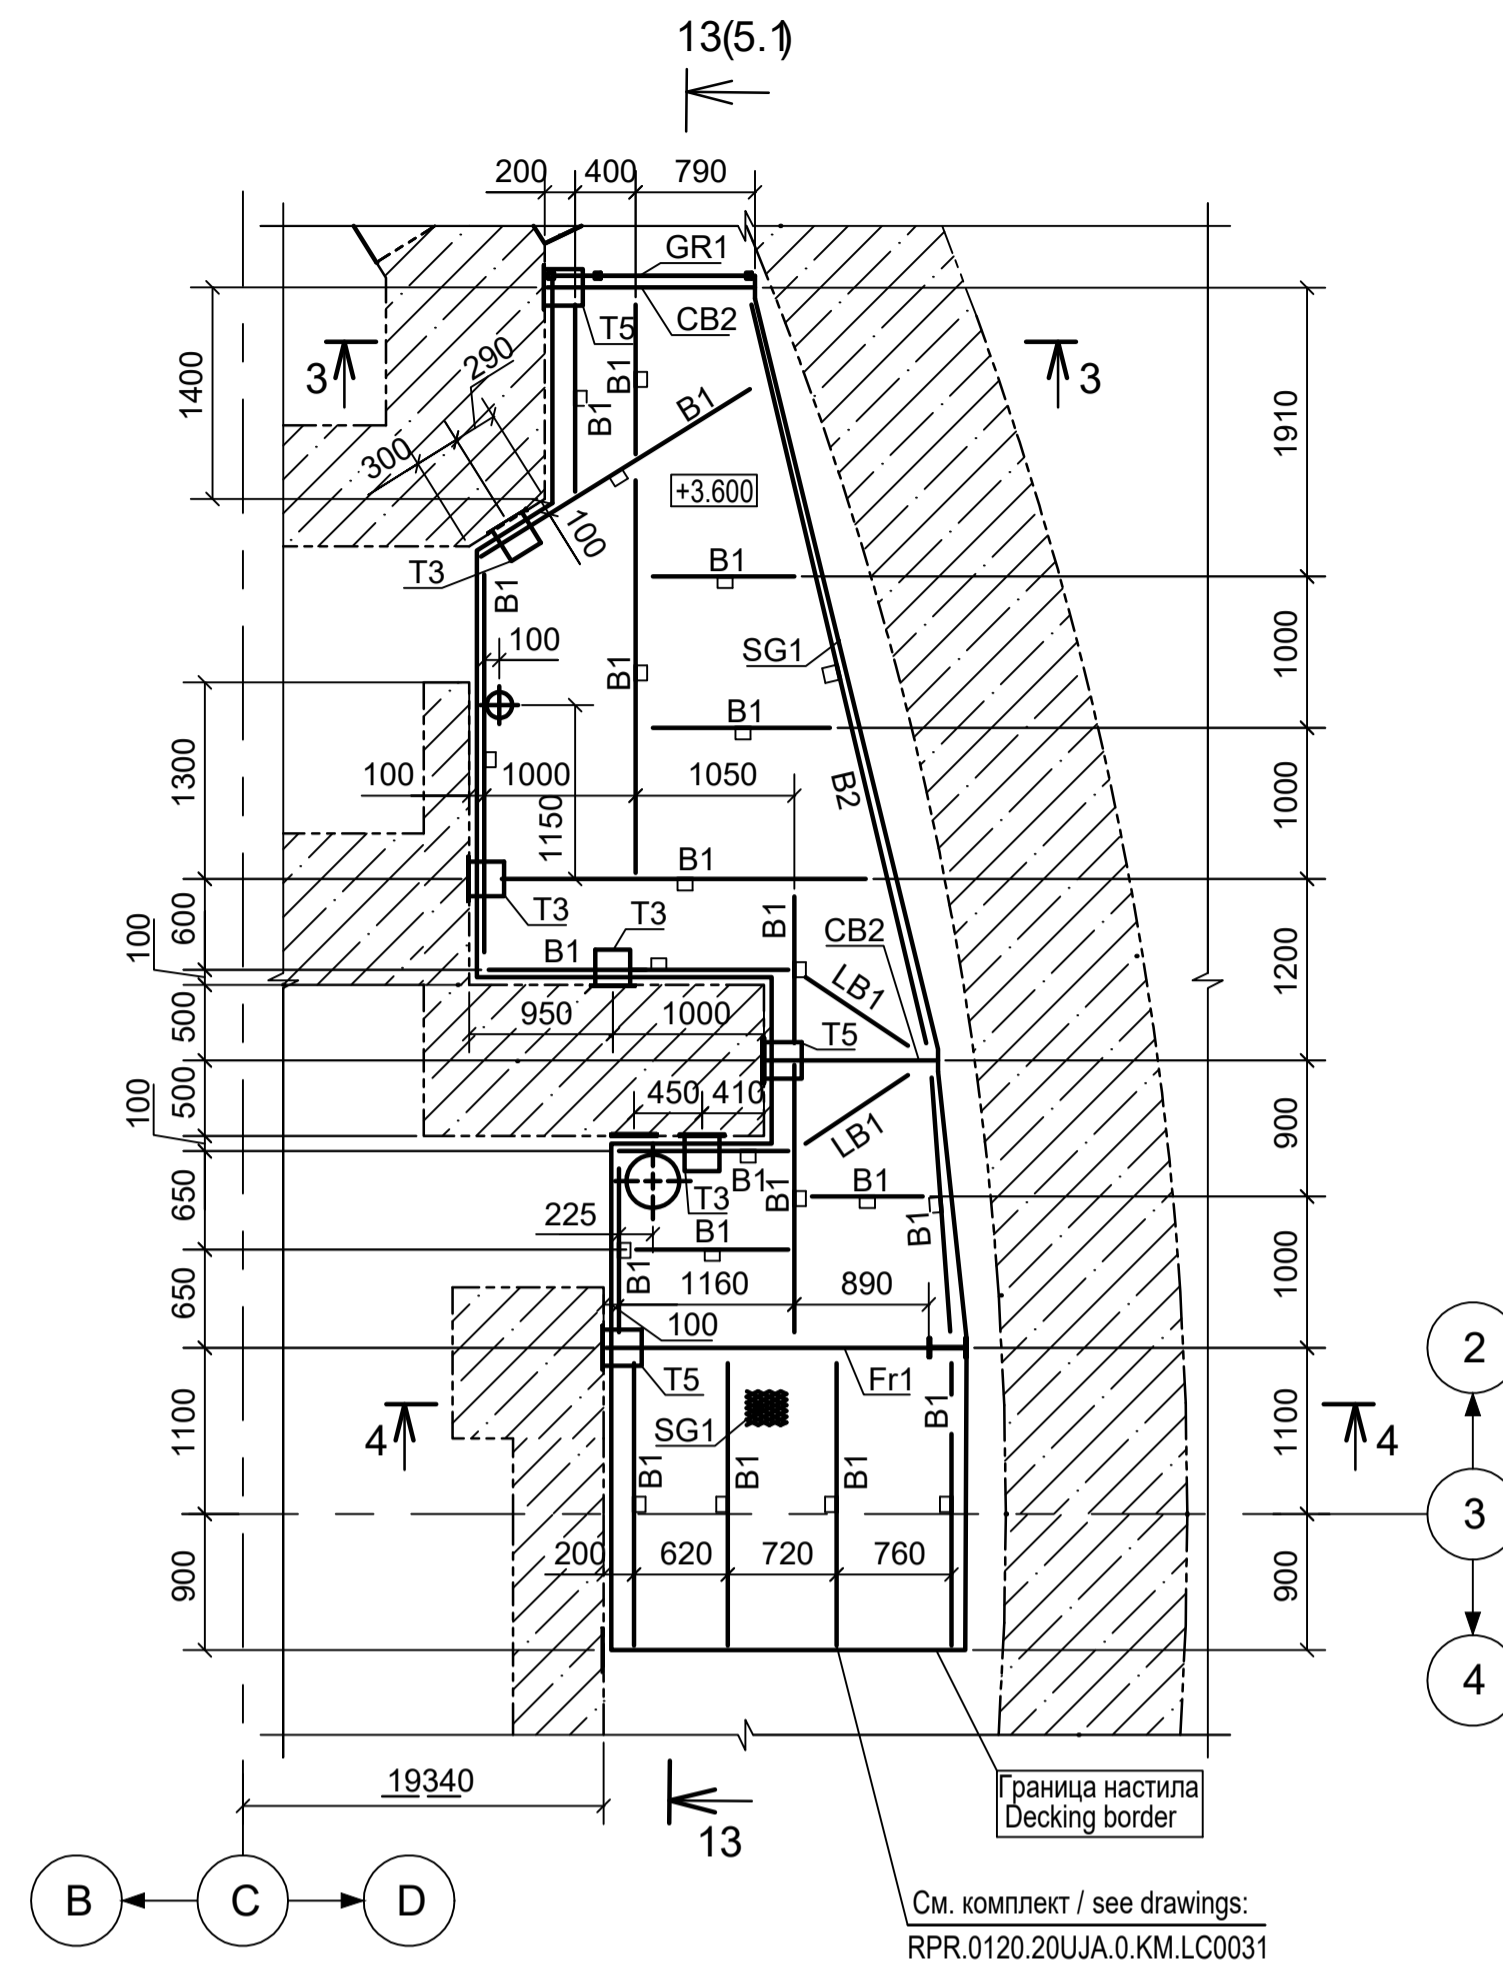 13(5.1)
200
400
790
GR1
CB2
T5
3
3
290
1400
B1
B1
B1
1910
300
+3.600
100
T3
B1
B1
100
SG1
B1
1000
B1
1300
100
1000
1050
B2
1000
1150
B1
600
T3
T3
B1
CB2
100
B1
LB1
1200
500
950
1000
T5
100
500
450
410
LB1
900
650
T3
B1
B1
B1
225
B1
B1
B1
1000
650
1160
890
100
2
T5
Fr1
B1
1100
4
SG1
1100
4
B1
B1
B1
3
200
620
720
760
900
900
4
19340
13
Граница настила
Decking border
B
C
D
См. комплект / see drawings:
RPR.0120.20UJA.0.KM.LC0031